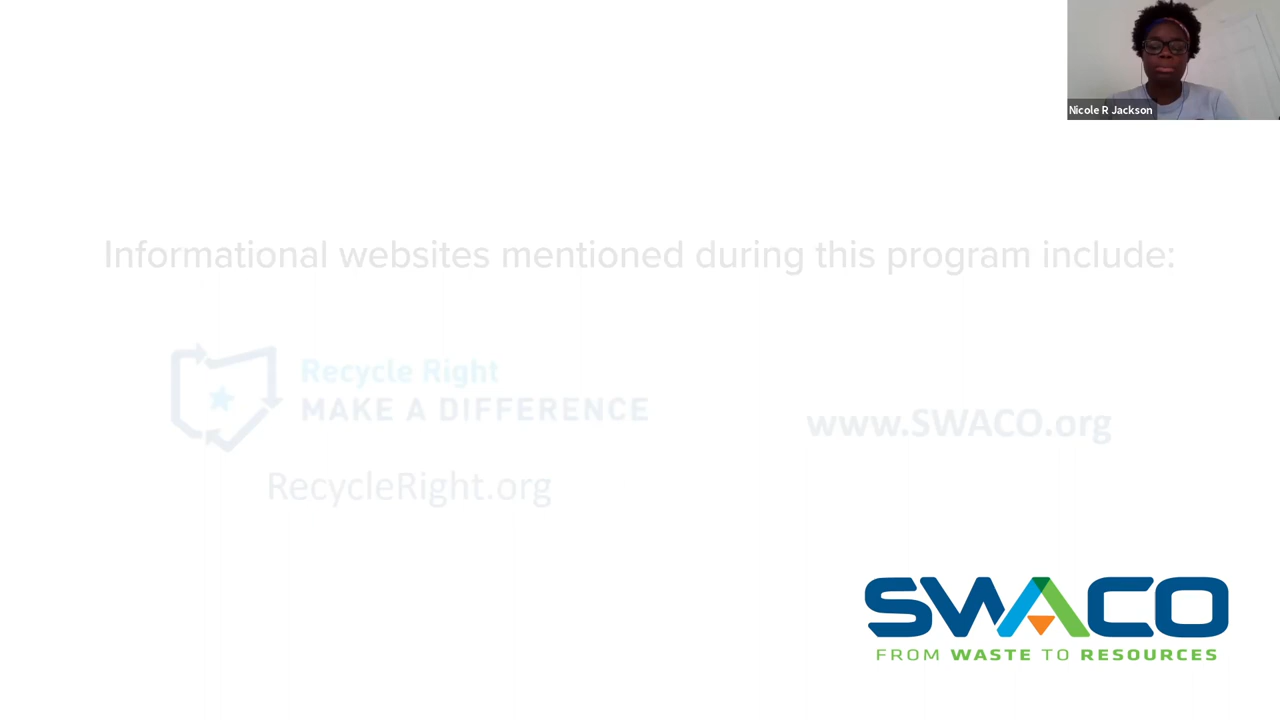 Nicole R Jackson
Informational websites mentioned during this program include:
Recycle Right
MAKE A DIFFERENCE
RecycleRight.org
www.SWACO.org
SWACO
FROM WASTE TO RESOURCES